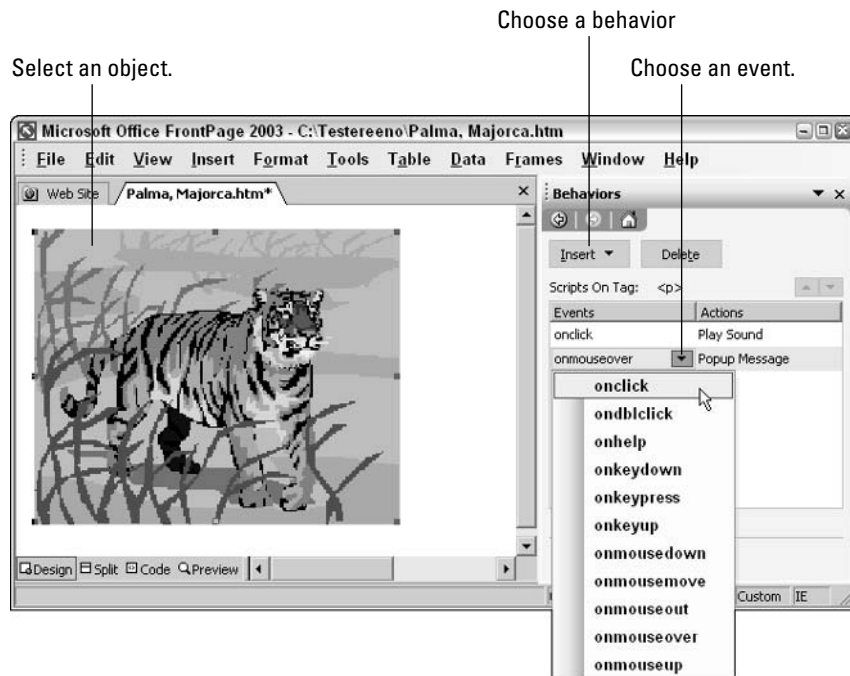 Choose a behavior
Select an object.
Choose an event.
Microsoft Office FrontPage 2003 - C:\Testereeno\Palma, Majorca.htm
File Edit View Insert Format Tools Table Data Frames Window Help
Web Site Palma, Majorca.htm*
Behaviors
Insert Delete
Scripts On Tag: <p>
Events Actions
onclick Play Sound
onmouseover Popup Message
onclick
ondblclick
onhelp
onkeydown
onkeypress
onkeyup
onmousedown
onmousemove
onmouseout
onmouseover
onmouseup
Design Split Code Preview
Custom IE